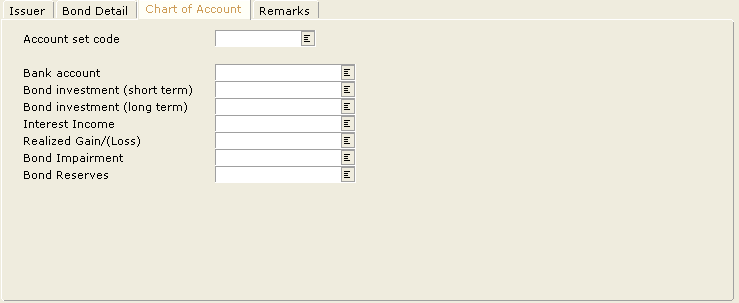 Issuer Bond Detail Chart of Account Remarks
Account set code
Bank account
Bond investment (short term)
Bond investment (long term)
Interest Income
Realized Gain/(Loss)
Bond Impairment
Bond Reserves